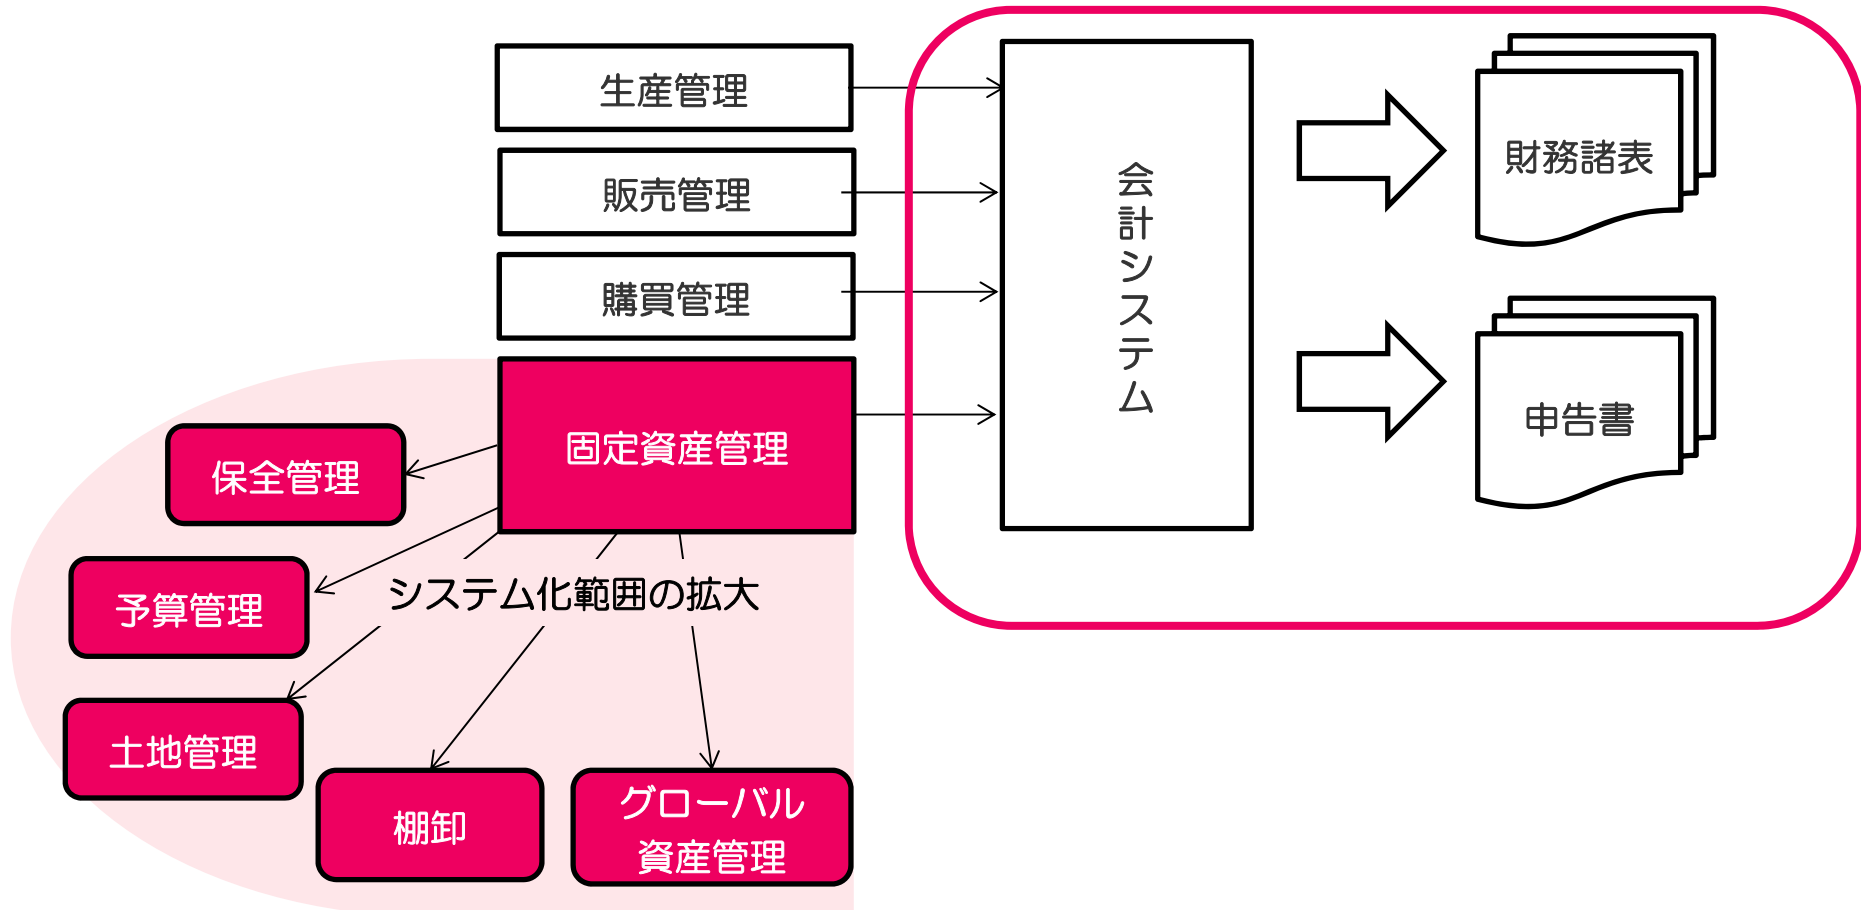 生産管理
販売管理
購買管理
固定資産管理
会計システム
財務諸表
申告書
保全管理
予算管理
システム化範囲の拡大
土地管理
棚卸
グローバル
資産管理